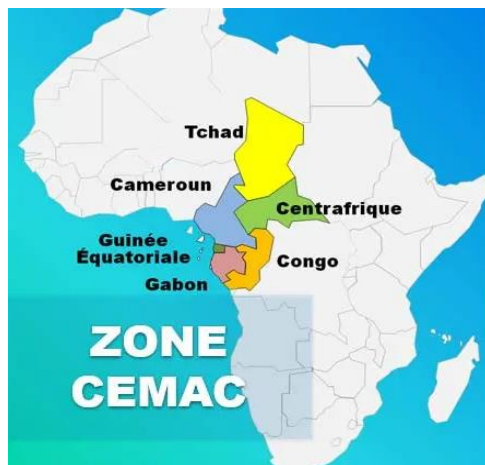 Tchad
Cameroun
Centrafrique
Guinée
Équatoriale
Congo
Gabon
ZONE
CEMAC